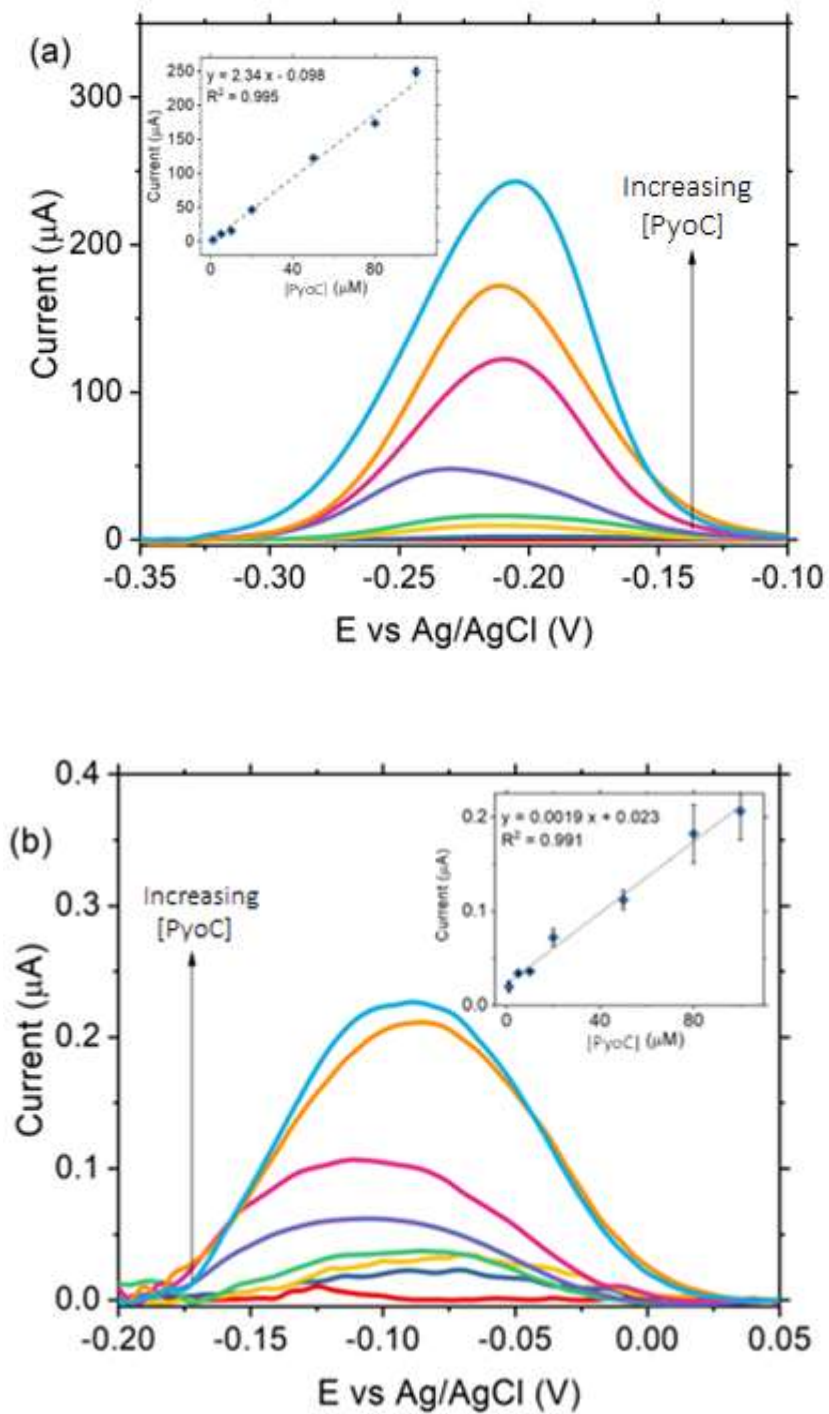 (a)
y = 2.34 x - 0.098
R² = 0.995
Current (μA)
250
200
150
100
50
0
0 40 80
[PyoC] (μM)
Increasing
[PyoC]
Current (μA)
300
200
100
0
-0.35 -0.30 -0.25 -0.20 -0.15 -0.10
E vs Ag/AgCl (V)
(b)
y = 0.0019 x + 0.023
R² = 0.991
Current (μA)
0.2
0.1
0.0
0 40 80
[PyoC] (μM)
Increasing
[PyoC]
Current (μA)
0.4
0.3
0.2
0.1
0.0
-0.20 -0.15 -0.10 -0.05 0.00 0.05
E vs Ag/AgCl (V)